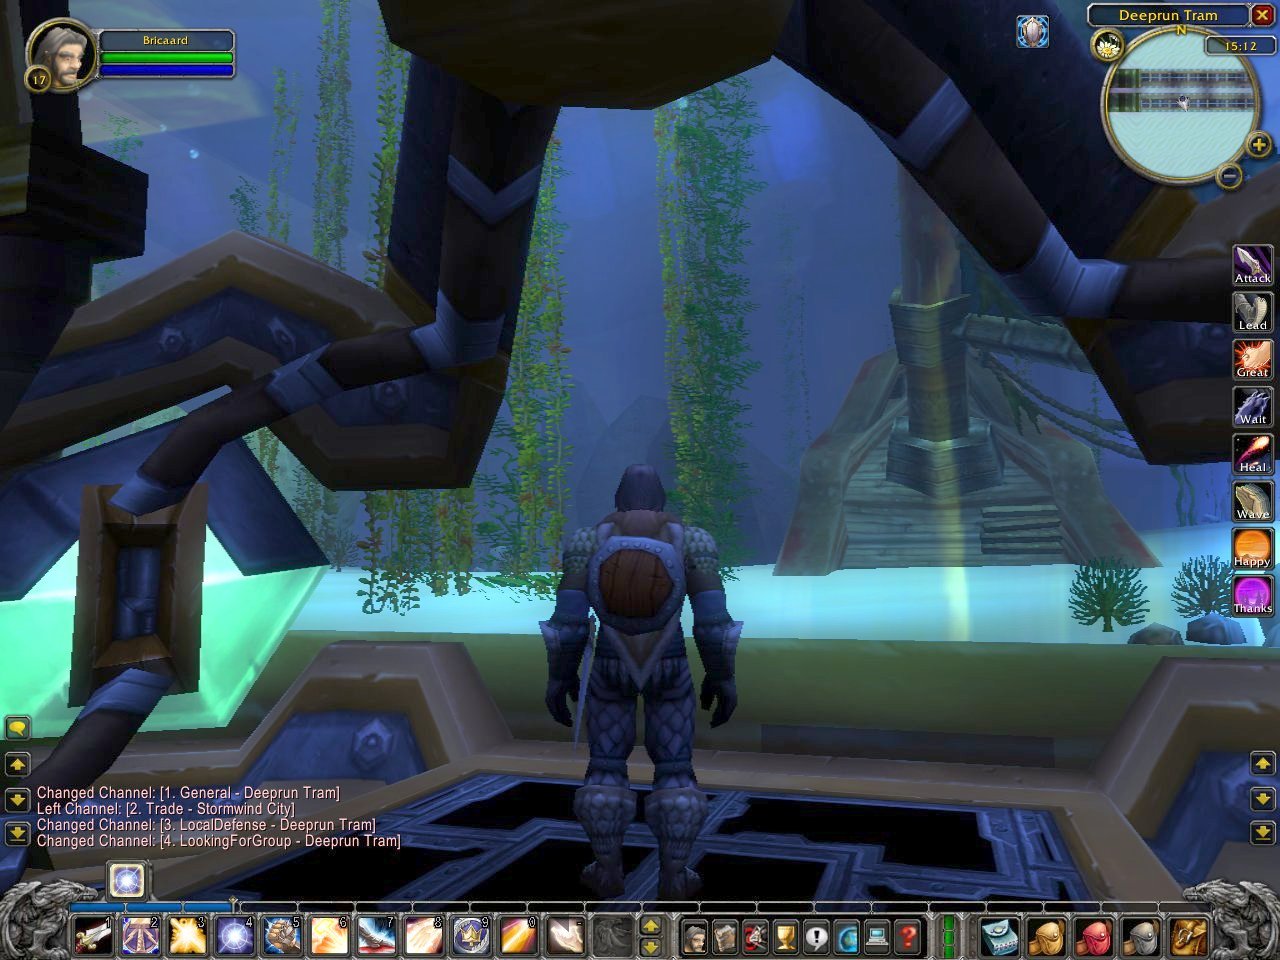 Bricaard
17
Deeprun Tram
N
15:12
Attack
Lead
Great
Wait
Heal
Wave
Happy
Thanks
Changed Channel: [1. General - Deeprun Tram]
Left Channel: [2. Trade - Stormwind City]
Changed Channel: [3. LocalDefense - Deeprun Tram]
Changed Channel: [4. LookingForGroup - Deeprun Tram]
1 2 3 4 5 6 7 8 9 0 -